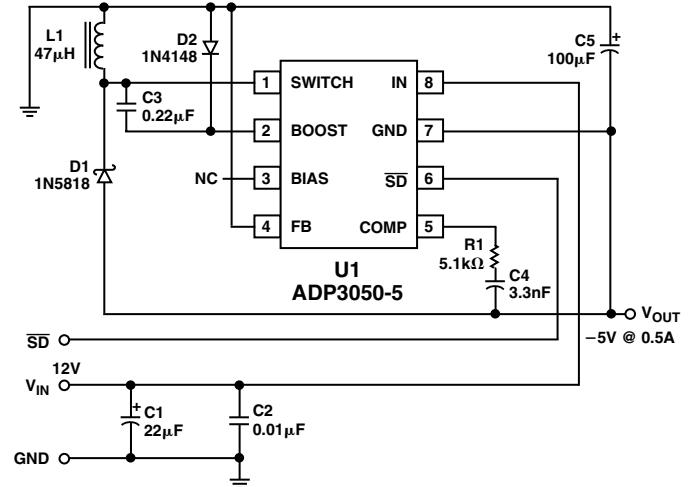 L1
47µH
D2
1N4148
C5
+
100µF
C3
0.22µF
1 SWITCH IN 8
2 BOOST GND 7
NC 3 BIAS SD 6
4 FB COMP 5
D1
1N5818
R1
5.1kΩ
C4
3.3nF
U1
ADP3050-5
VOUT
−5V @ 0.5A
SD
12V
VIN
+
C1
22µF
C2
0.01µF
GND